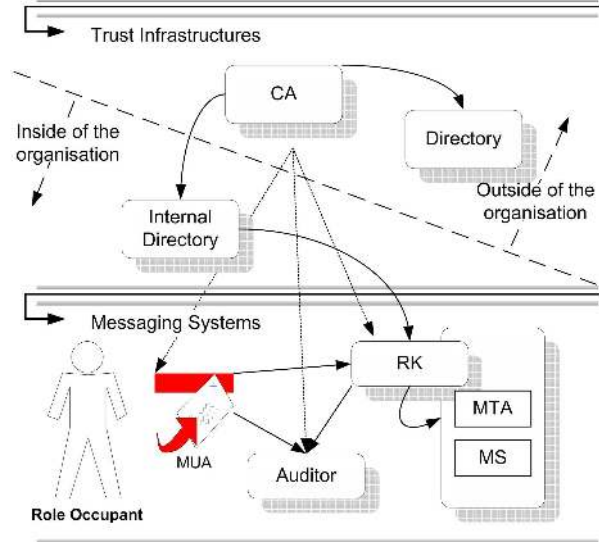 Trust Infrastructures
CA
Inside of the
organisation
Directory
Outside of the
organisation
Internal
Directory
Messaging Systems
RK
MTA
MUA
MS
Auditor
Role Occupant